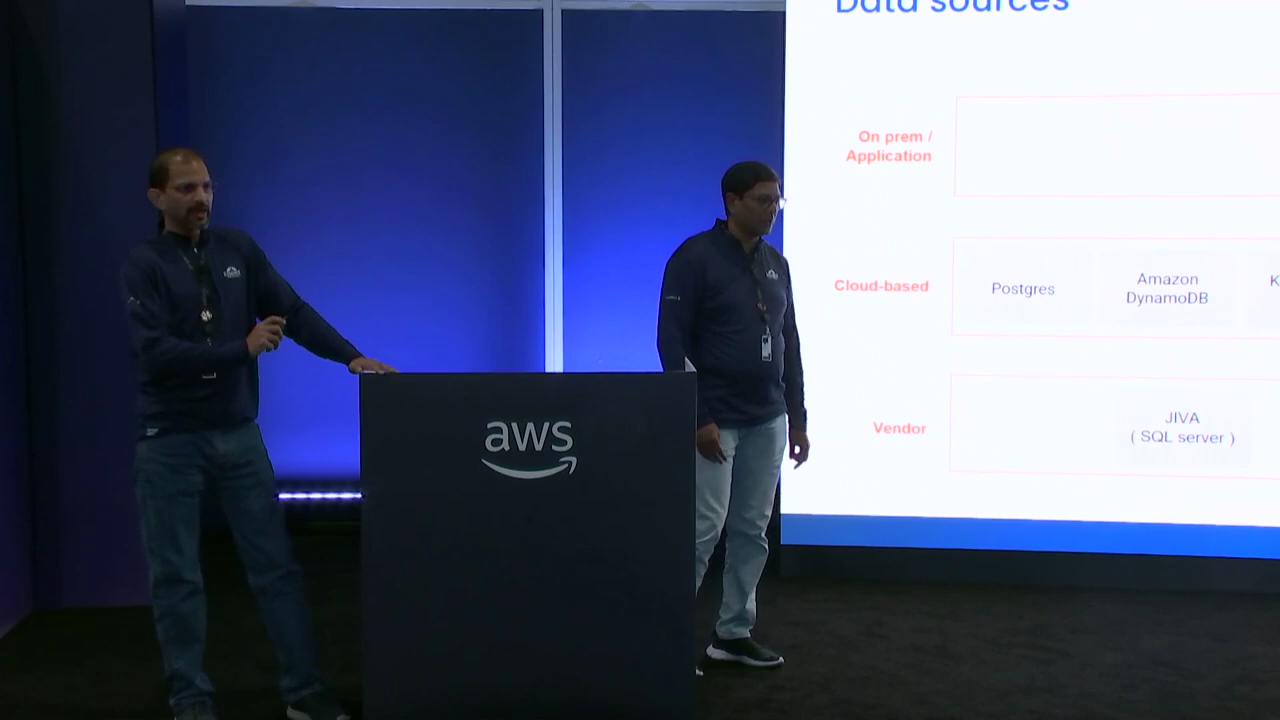 Data sources
On prem /
Application
Cloud-based
Postgres
Amazon
DynamoDB
K
Vendor
JIVA
( SQL server )
aws